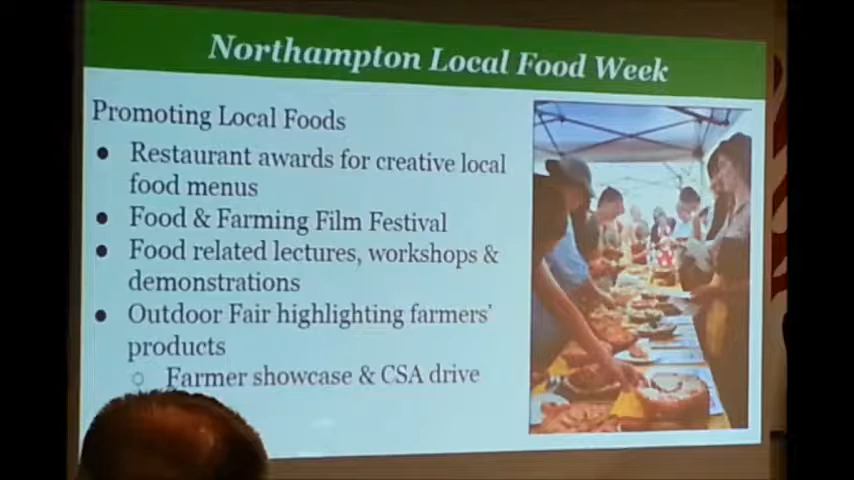 Northampton Local Food Week
Promoting Local Foods
● Restaurant awards for creative local
food menus
● Food & Farming Film Festival
● Food related lectures, workshops &
demonstrations
● Outdoor Fair highlighting farmers'
products
○ Farmer showcase & CSA drive